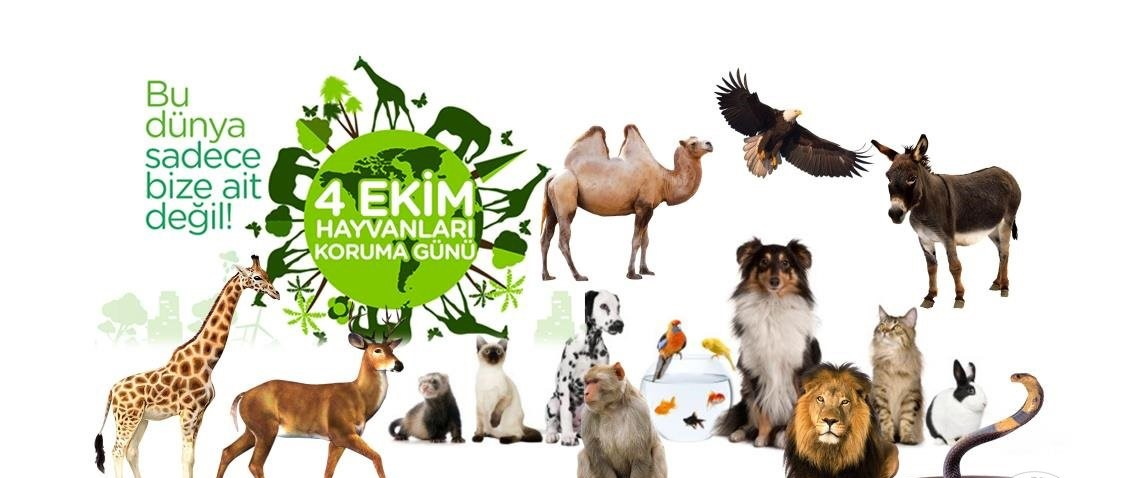 Bu
dünya
sadece
bize ait
değil!
4 EKİM
HAYVANLARI
KORUMA GÜNÜ